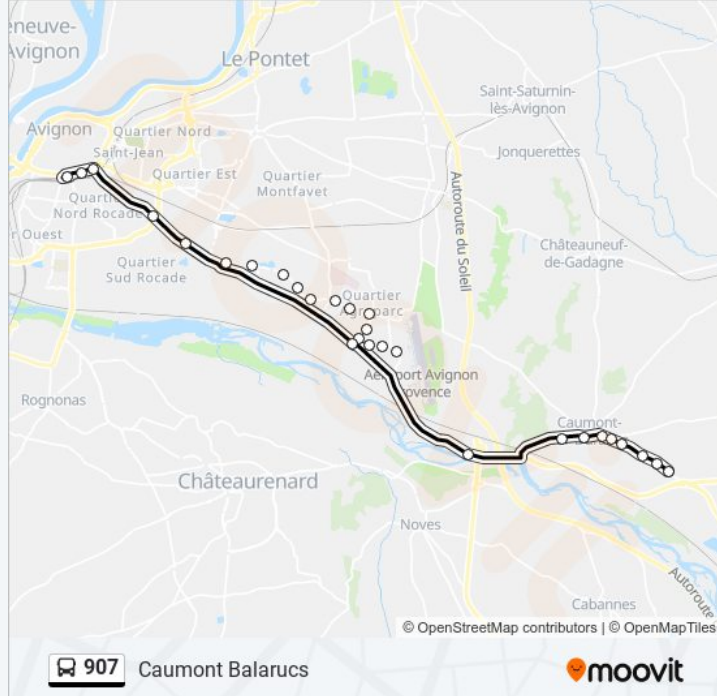 eneuve-
Avignon
Le Pontet
Saint-Saturnin-
lès-Avignon
Avignon
Quartier Nord
Saint-Jean
Jonquerettes
Quartier Est
Quartier
Montfavet
Nord Rocade
r Ouest
Autoroute du Soleil
Châteauneuf-
de-Gadagne
Quartier
Sud Rocade
Quartier
Agroparc
Aéroport Avignon
Provence
Rognonas
Caumont-
Châteaurenard
Noves
Cabannes
Autoroute
© OpenStreetMap contributors | © OpenMapTiles
907
Caumont Balarucs
moovit